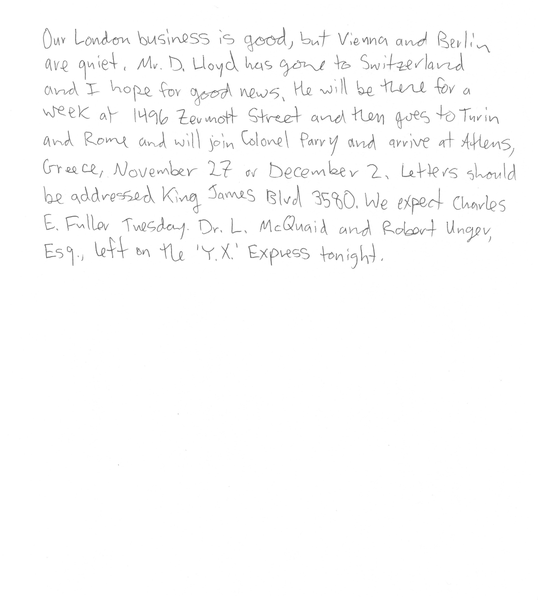 Our London business is good, but Vienna and Berlin
are quiet. Mr. D. Lloyd has gone to Switzerland
and I hope for good news. He will be there for a
week at 1496 Zermott Street and then goes to Turin
and Rome and will join Colonel Parry and arrive at Athens,
Greece, November 27 or December 2. Letters should
be addressed King James Blvd 3580. We expect Charles
E. Fuller Tuesday. Dr. L. McQuaid and Robert Unger,
Esq., left on the 'Y.X.' Express tonight.